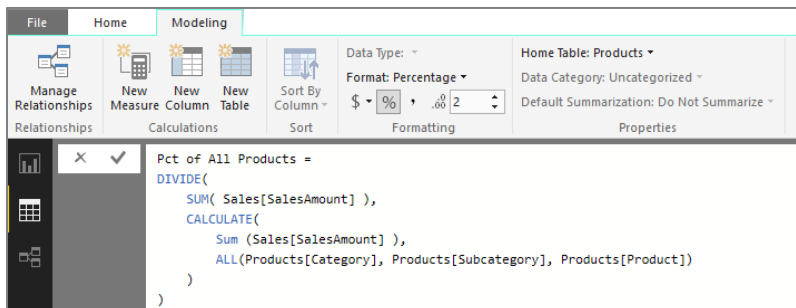 File Home Modeling
Manage Relationships
New Measure
New Column
New Table
Sort By Column
Data Type:
Format: Percentage
$ % , .00 2
Home Table: Products
Data Category: Uncategorized
Default Summarization: Do Not Summarize
Relationships Calculations Sort Formatting Properties
Pct of All Products =
DIVIDE(
SUM( Sales[SalesAmount] ),
CALCULATE(
Sum (Sales[SalesAmount] ),
ALL(Products[Category], Products[Subcategory], Products[Product])
)
)